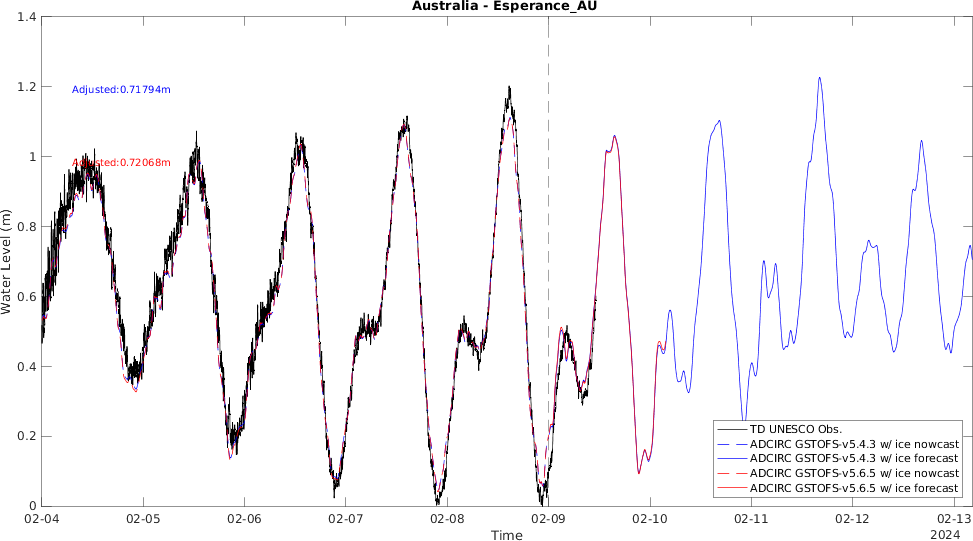 Australia - Esperance_AU
1.4
1.2
1
0.8
0.6
0.4
0.2
0
Water Level (m)
Adjusted:0.71794m
Adjusted:0.72068m
TD UNESCO Obs.
ADCIRC GSTOFS-v5.4.3 w/ ice nowcast
ADCIRC GSTOFS-v5.4.3 w/ ice forecast
ADCIRC GSTOFS-v5.6.5 w/ ice nowcast
ADCIRC GSTOFS-v5.6.5 w/ ice forecast
02-04 02-05 02-06 02-07 02-08 02-09 02-10 02-11 02-12 02-13
Time 2024